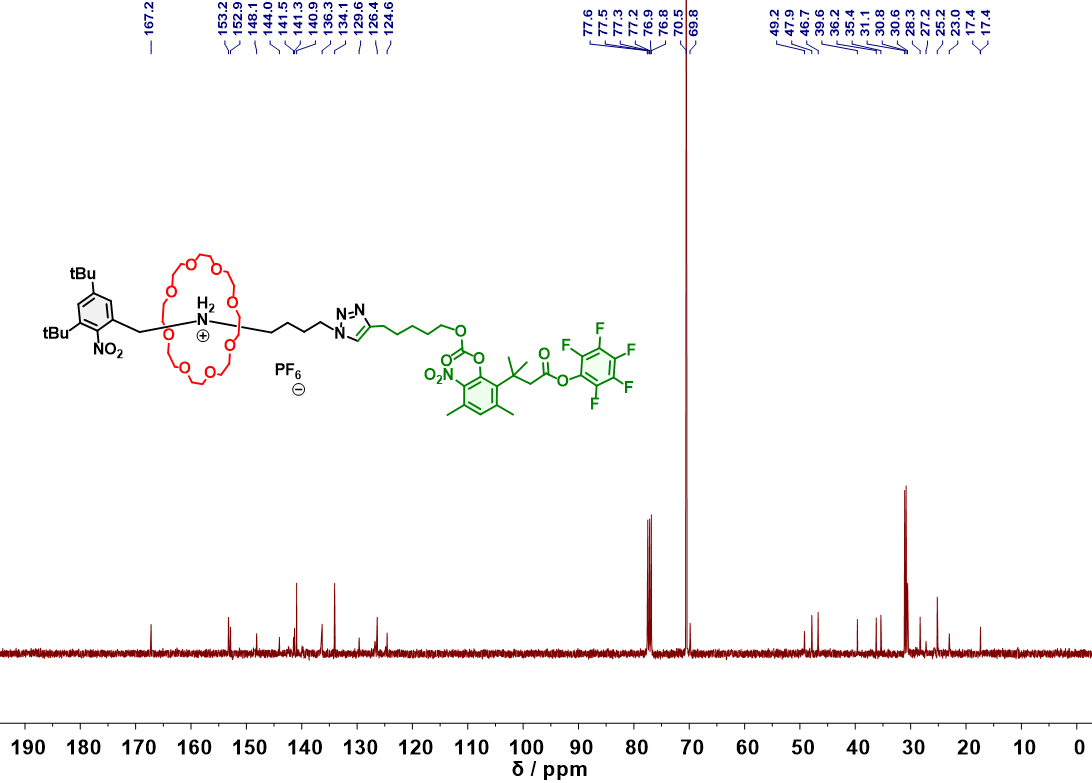 167.2
153.2
152.9
148.1
144.0
141.5
141.3
140.9
136.3
134.1
129.6
126.4
124.6
77.6
77.5
77.3
77.2
76.9
76.8
70.5
69.8
49.2
47.9
46.7
39.6
36.2
35.4
31.1
30.8
30.6
28.3
27.2
25.2
23.0
17.4
17.4
tBu
tBu
NO2
O
O
O
O
O
O
O
O
H2
N
+
PF6
−
N
N
N
O
O
O
O2N
O
O
F
F
F
F
F
190 180 170 160 150 140 130 120 110 100 90 80 70 60 50 40 30 20 10 0
δ / ppm